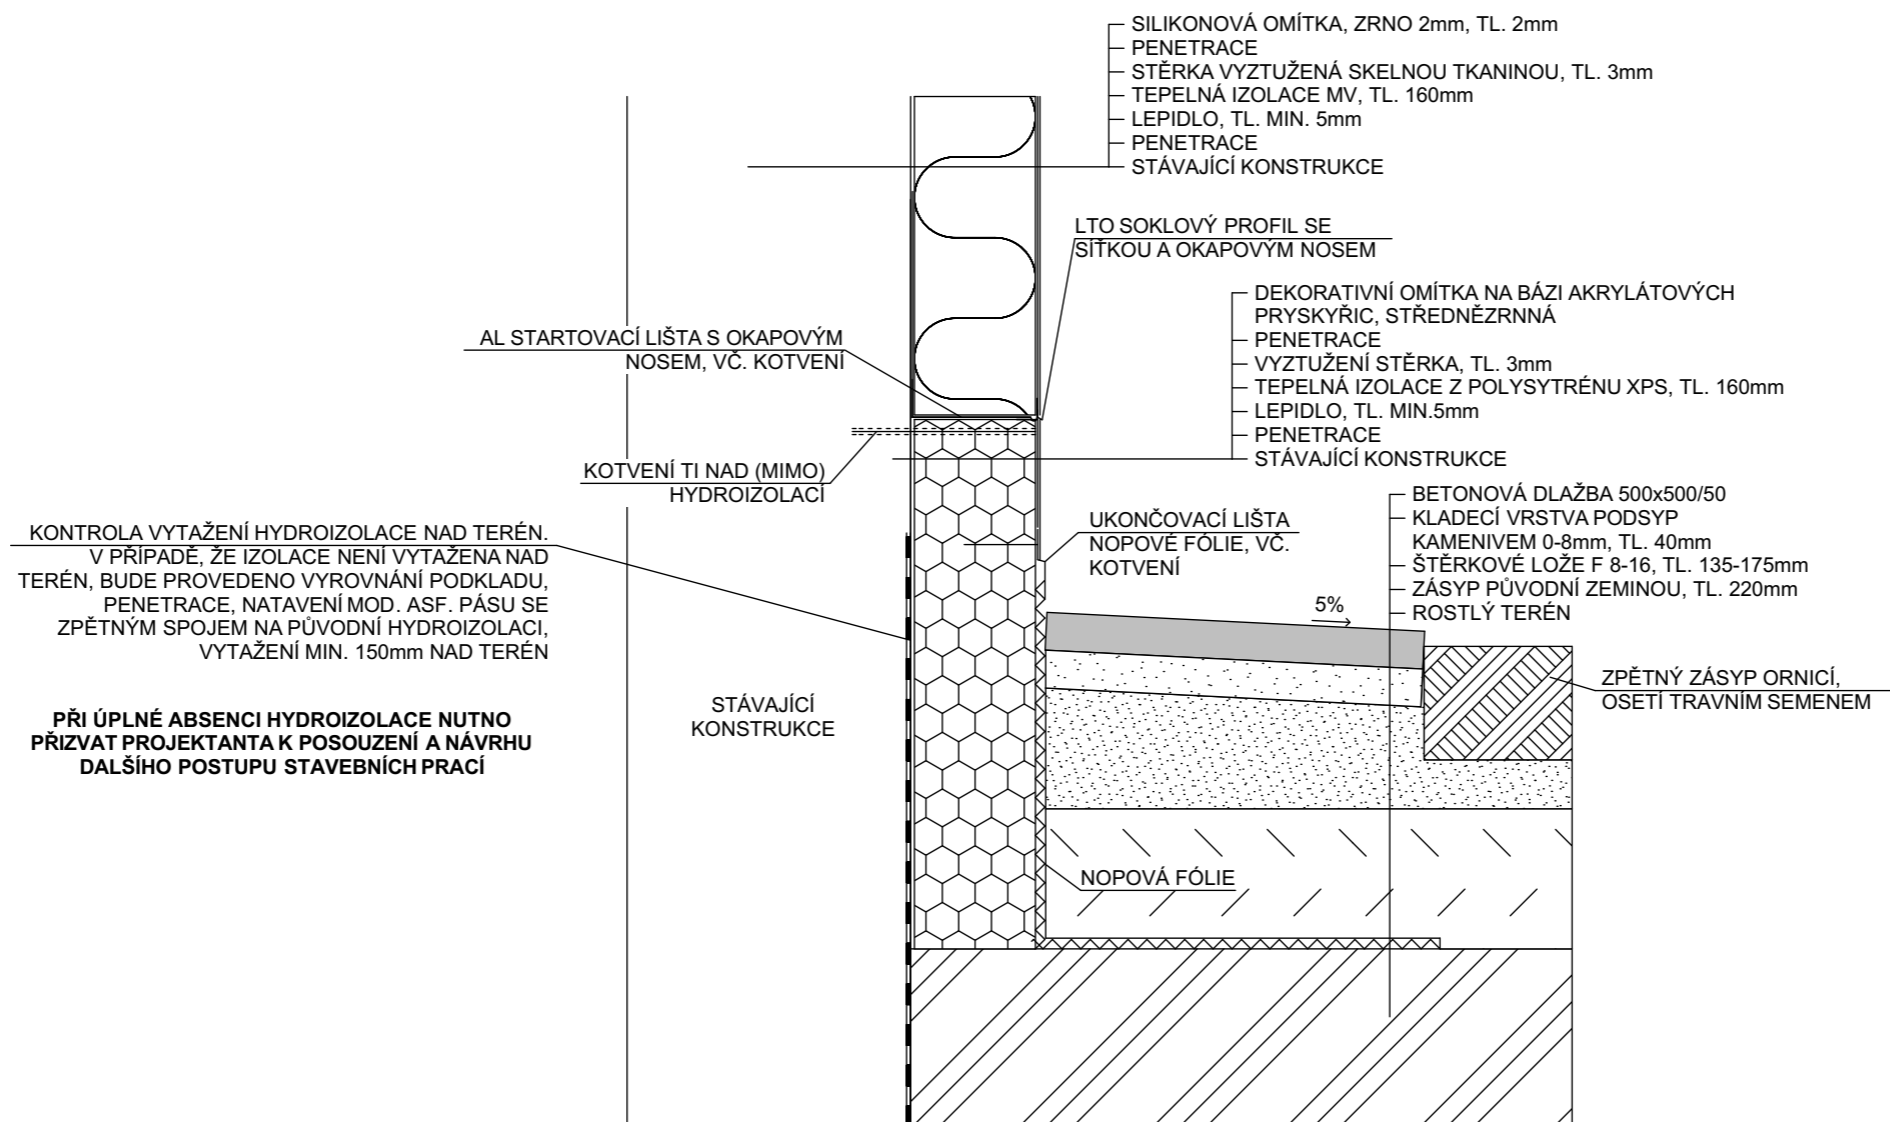 SILIKONOVÁ OMÍTKA, ZRNO 2mm, TL. 2mm
PENETRACE
STĚRKA VYZTUŽENÁ SKELNOU TKANINOU, TL. 3mm
TEPELNÁ IZOLACE MV, TL. 160mm
LEPIDLO, TL. MIN. 5mm
PENETRACE
STÁVAJÍCÍ KONSTRUKCE
LTO SOKLOVÝ PROFIL SE
SÍŤKOU A OKAPOVÝM NOSEM
DEKORATIVNÍ OMÍTKA NA BÁZI AKRYLÁTOVÝCH
PRYSKYŘIC, STŘEDNĚZRNNÁ
PENETRACE
VYZTUŽENÍ STĚRKA, TL. 3mm
TEPELNÁ IZOLACE Z POLYSYTRÉNU XPS, TL. 160mm
LEPIDLO, TL. MIN.5mm
PENETRACE
STÁVAJÍCÍ KONSTRUKCE
AL STARTOVACÍ LIŠTA S OKAPOVÝM
NOSEM, VČ. KOTVENÍ
KOTVENÍ TI NAD (MIMO)
HYDROIZOLACÍ
BETONOVÁ DLAŽBA 500x500/50
KLADECÍ VRSTVA PODSYP
KAMENIVEM 0-8mm, TL. 40mm
ŠTĚRKOVÉ LOŽE F 8-16, TL. 135-175mm
ZÁSYP PŮVODNÍ ZEMINOU, TL. 220mm
ROSTLÝ TERÉN
UKONČOVACÍ LIŠTA
NOPOVÉ FÓLIE, VČ.
KOTVENÍ
KONTROLA VYTAŽENÍ HYDROIZOLACE NAD TERÉN.
V PŘÍPADĚ, ŽE IZOLACE NENÍ VYTAŽENA NAD
TERÉN, BUDE PROVEDENO VYROVNÁNÍ PODKLADU,
PENETRACE, NATAVENÍ MOD. ASF. PÁSU SE
ZPĚTNÝM SPOJEM NA PŮVODNÍ HYDROIZOLACI,
VYTAŽENÍ MIN. 150mm NAD TERÉN
5%
ZPĚTNÝ ZÁSYP ORNICÍ,
OSETÍ TRAVNÍM SEMENEM
STÁVAJÍCÍ
KONSTRUKCE
PŘI ÚPLNÉ ABSENCI HYDROIZOLACE NUTNO
PŘIZVAT PROJEKTANTA K POSOUZENÍ A NÁVRHU
DALŠÍHO POSTUPU STAVEBNÍCH PRACÍ
NOPOVÁ FÓLIE